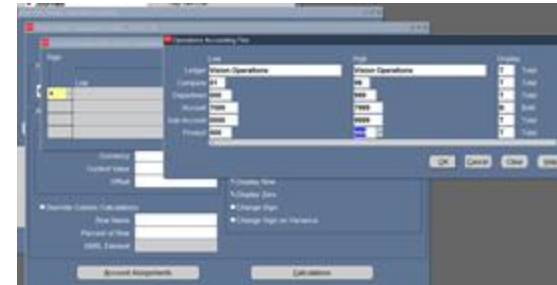 Operations Accounting Flex
Low High Display
Ledger Vision Operations Vision Operations T Total
Company 01 99 T Total
Department 000 999 T Total
Account 7000 7999 B Both
Sub-Account 0000 9999 T Total
Product 000 999 T Total
OK Cancel Clear
Sign
Low
+
Currency
Control Value
Offset
Display Row
Display Zero
Change Sign
Change Sign on Variance
Override Column Calculations
Row Name
Percent of Row
XBRL Element
Account Assignments Calculations